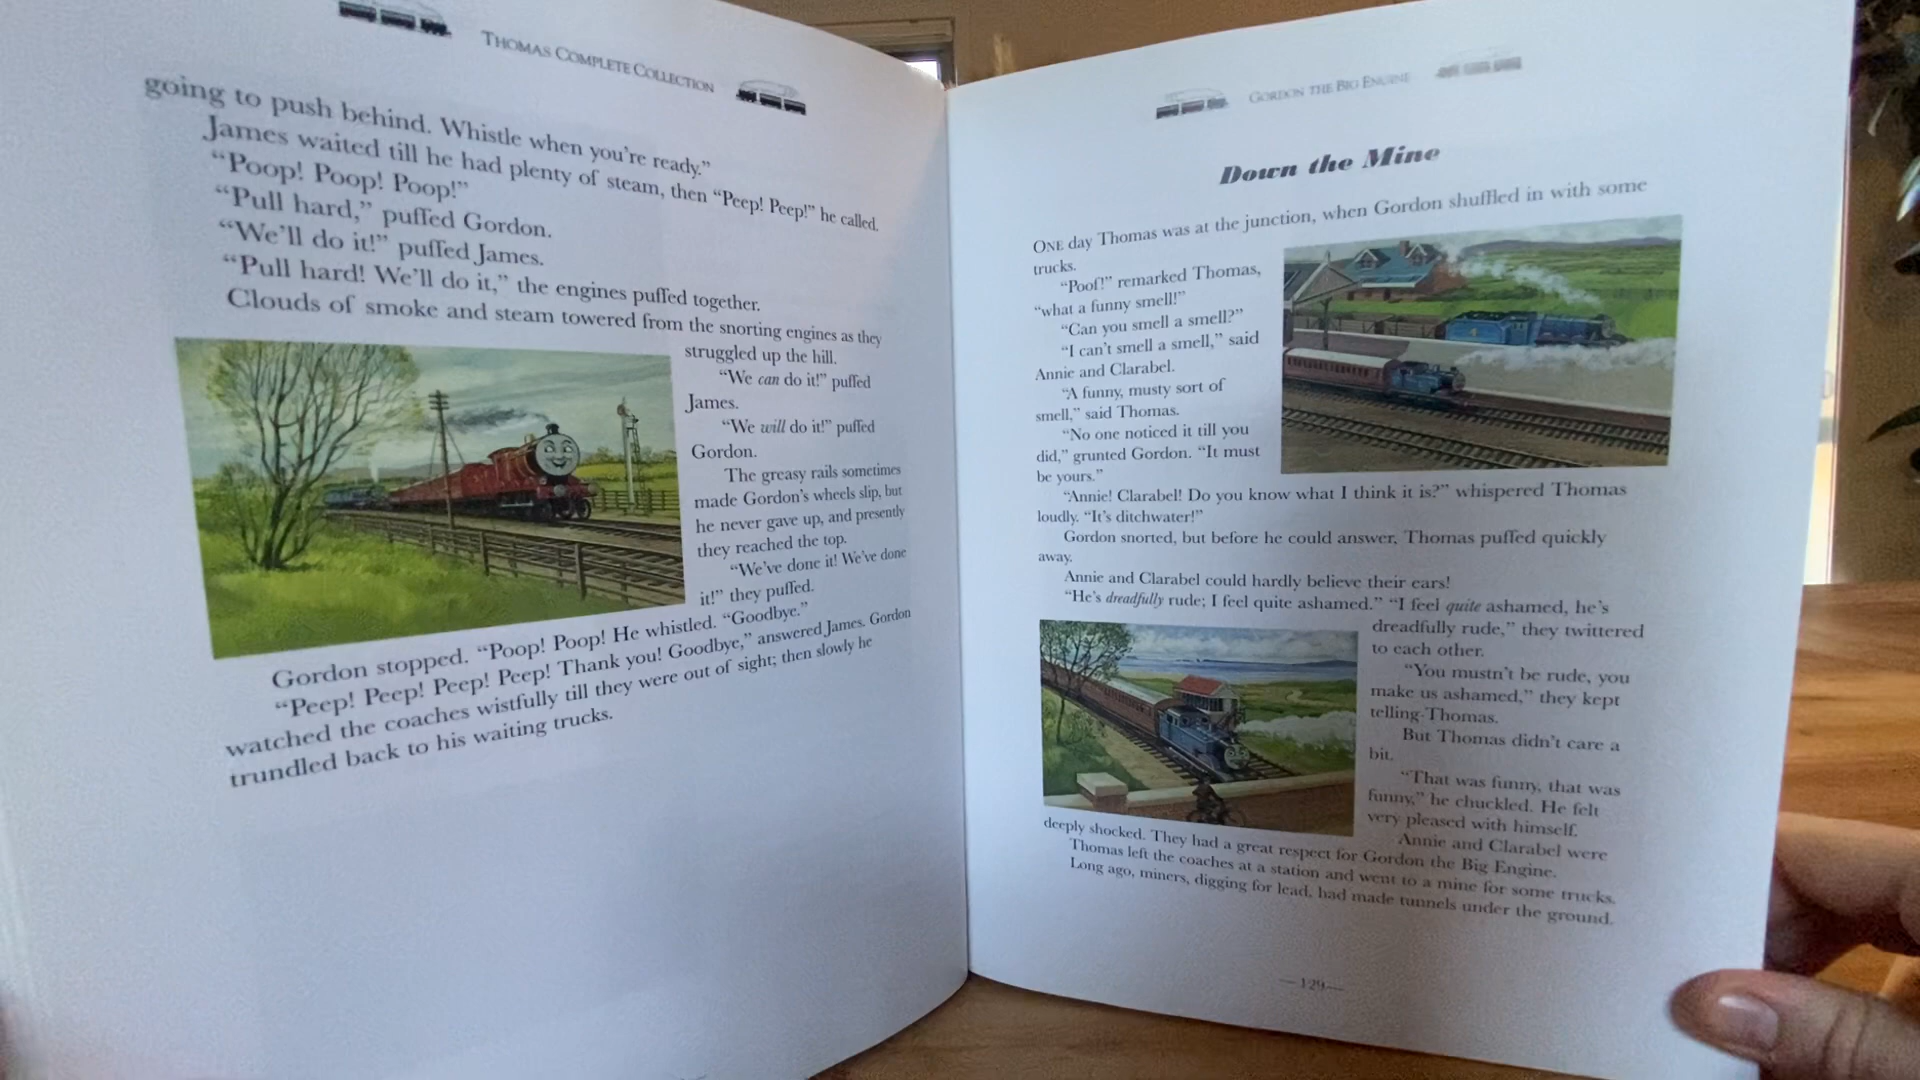 THOMAS COMPLETE COLLECTION
going to push behind. Whistle when you're ready."
James waited till he had plenty of steam, then "Peep! Peep!" he called.
"Poop! Poop! Poop!"
"Pull hard," puffed Gordon.
"We'll do it!" puffed James.
"Pull hard! We'll do it," the engines puffed together.
Clouds of smoke and steam towered from the snorting engines as they
struggled up the hill.
"We can do it!" puffed
James.
"We will do it!" puffed
Gordon.
The greasy rails sometimes
made Gordon's wheels slip, but
he never gave up, and presently
they reached the top.
"We've done it! We've done
it!" they puffed.
Gordon stopped. "Poop! Poop! He whistled. "Goodbye."
"Peep! Peep! Peep! Peep! Thank you! Goodbye," answered James. Gordon
watched the coaches wistfully till they were out of sight; then slowly he
trundled back to his waiting trucks.
GORDON THE BIG ENGINE
Down the Mine
ONE day Thomas was at the junction, when Gordon shuffled in with some
trucks.
"Poof!" remarked Thomas,
"what a funny smell!"
"Can you smell a smell?"
"I can't smell a smell," said
Annie and Clarabel.
"A funny, musty sort of
smell," said Thomas.
"No one noticed it till you
did," grunted Gordon. "It must
be yours."
"Annie! Clarabel! Do you know what I think it is?" whispered Thomas
loudly. "It's ditchwater!"
Gordon snorted, but before he could answer, Thomas puffed quickly
away.
Annie and Clarabel could hardly believe their ears!
"He's dreadfully rude; I feel quite ashamed." "I feel quite ashamed, he's
dreadfully rude," they twittered
to each other.
"You mustn't be rude, you
make us ashamed," they kept
telling Thomas.
But Thomas didn't care a
bit.
"That was funny, that was
funny," he chuckled. He felt
very pleased with himself.
Annie and Clarabel were
deeply shocked. They had a great respect for Gordon the Big Engine.
Thomas left the coaches at a station and went to a mine for some trucks.
Long ago, miners, digging for lead, had made tunnels under the ground.
—129—
4